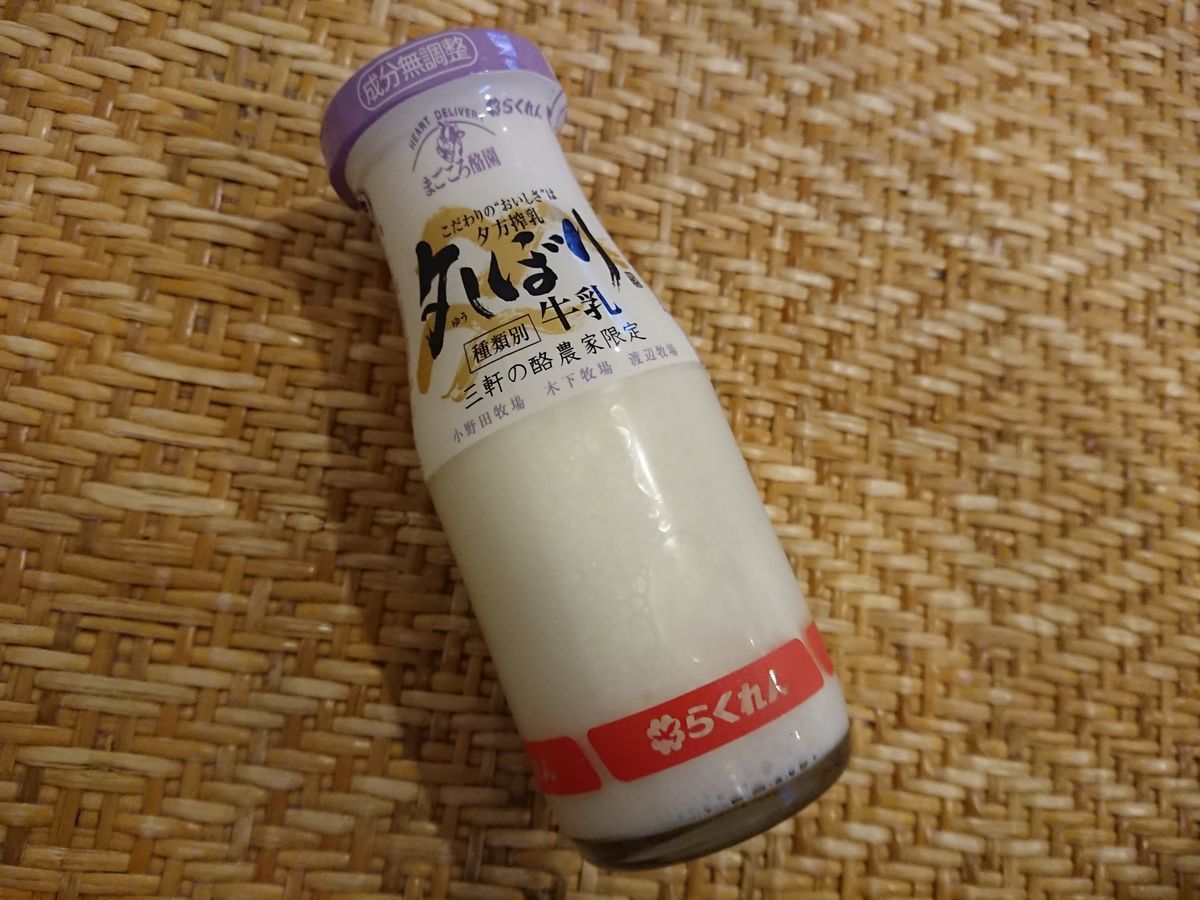 成分無調整
HEART DELIVERY
らくれん
まごころ酪園
こだわりの"おいしさ"は
夕方搾乳
夕しぼり
ゆう
種類別 牛乳
三軒の酪農家限定
小野田牧場 木下牧場 渡辺牧場
らくれん